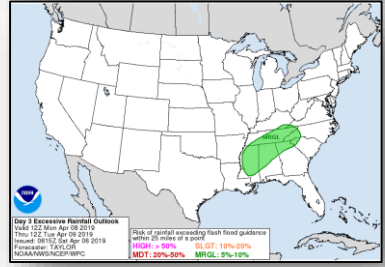 MRGL
NOAA
Day 3 Excessive Rainfall Outlook
Valid 12Z Mon Apr 08 2019
Thru 12Z Tue Apr 09 2019
Issued: 0815Z Sat Apr 06 2019
Forecaster: TAYLOR
NOAA/NWS/NCEP/WPC
Risk of rainfall exceeding flash flood guidance
within 25 miles of a point
HIGH: > 50% SLGT: 10%-20%
MDT: 20%-50% MRGL: 5%-10%